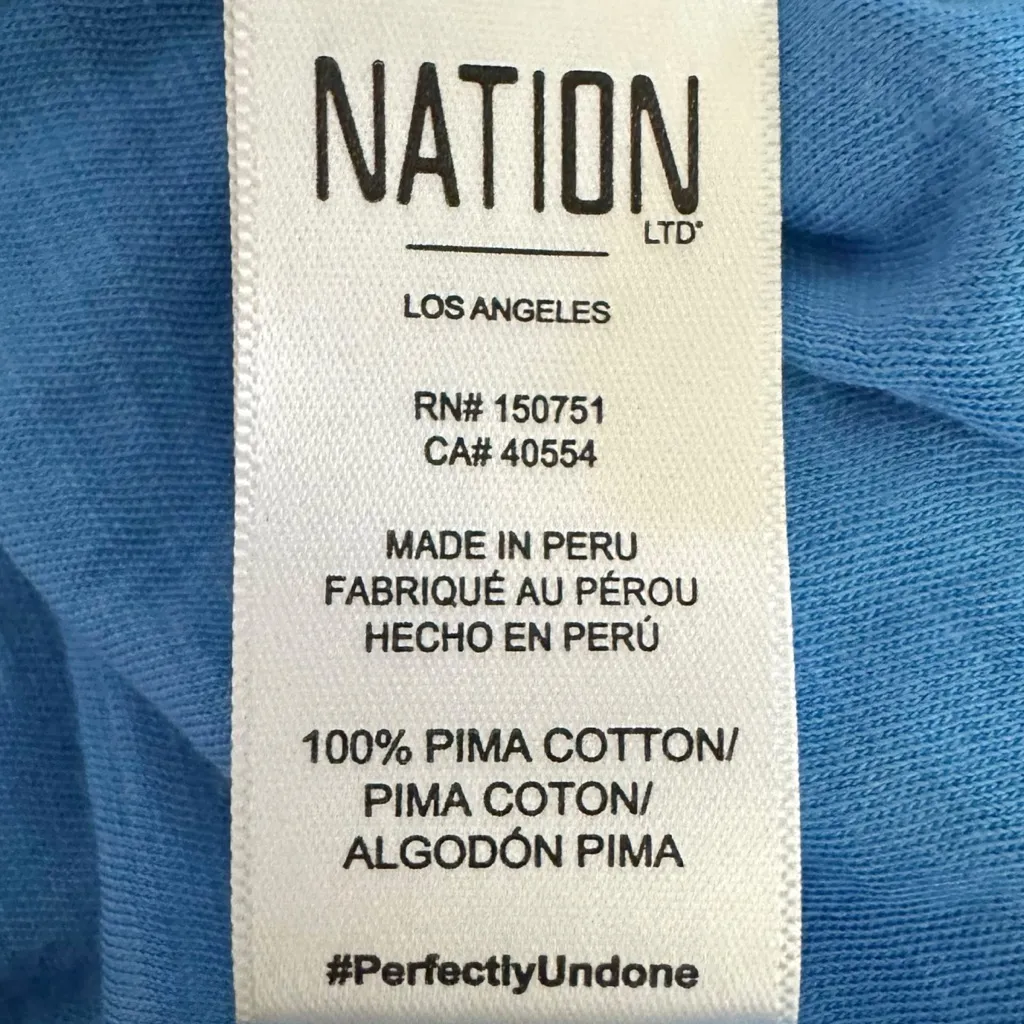 NATION
LTD®
LOS ANGELES
RN# 150751
CA# 40554
MADE IN PERU
FABRIQUÉ AU PÉROU
HECHO EN PERÚ
100% PIMA COTTON/
PIMA COTON/
ALGODÓN PIMA
#PerfectlyUndone